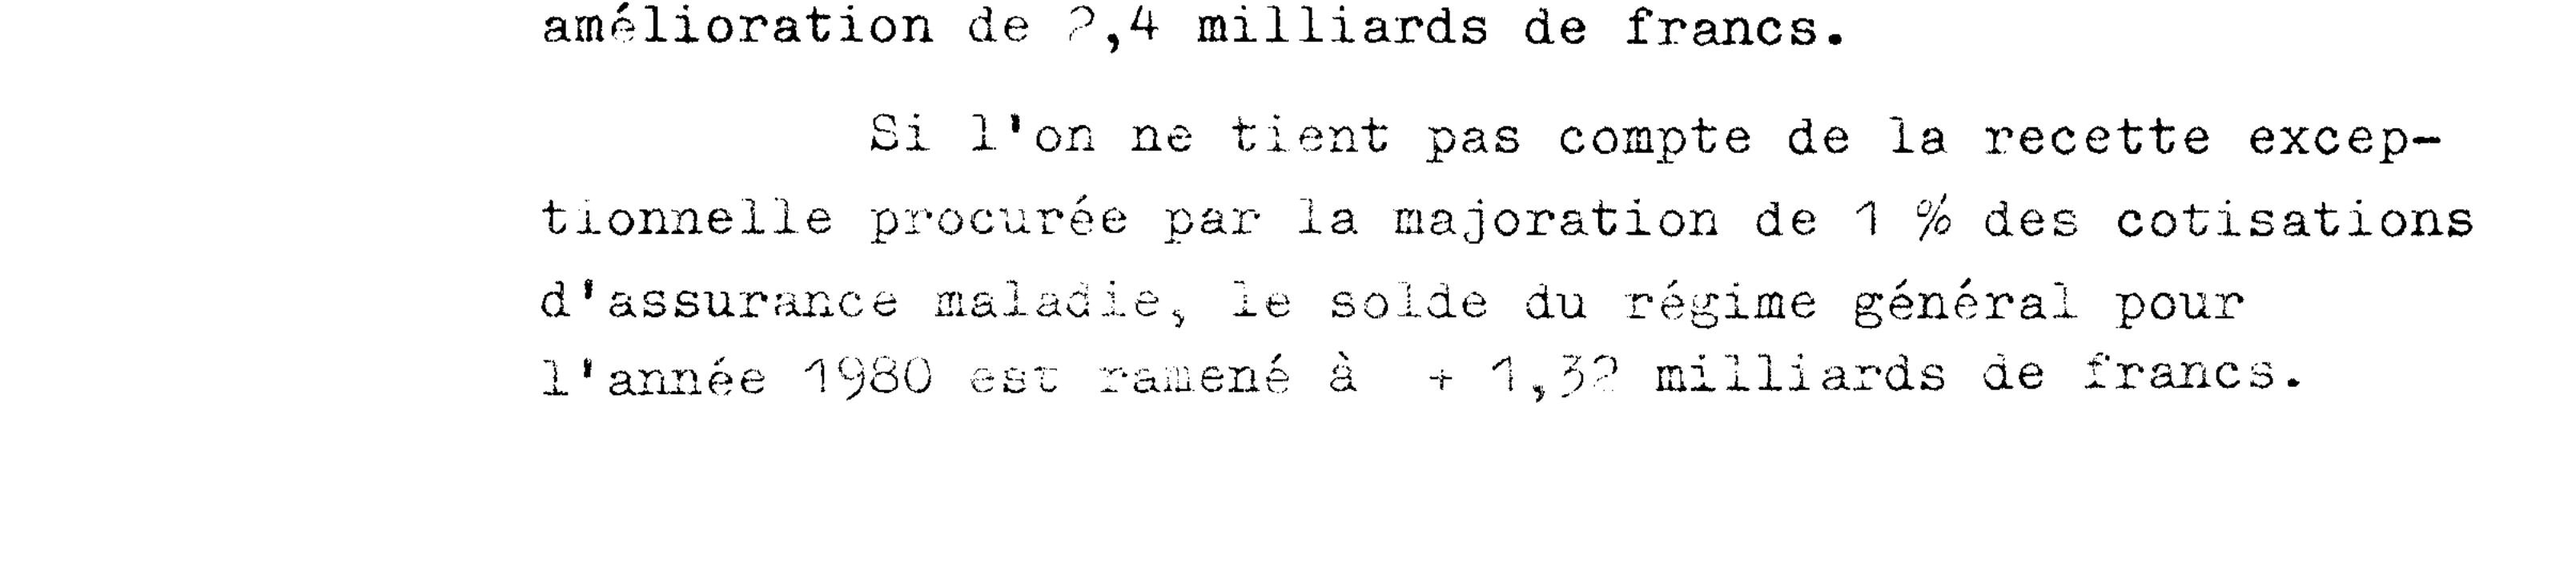 amélioration de 2,4 milliards de francs.
Si l'on ne tient pas compte de la recette excep-
tionnelle procurée par la majoration de 1 % des cotisations
d'assurance maladie, le solde du régime général pour
l'année 1980 est ramené à + 1,32 milliards de francs.